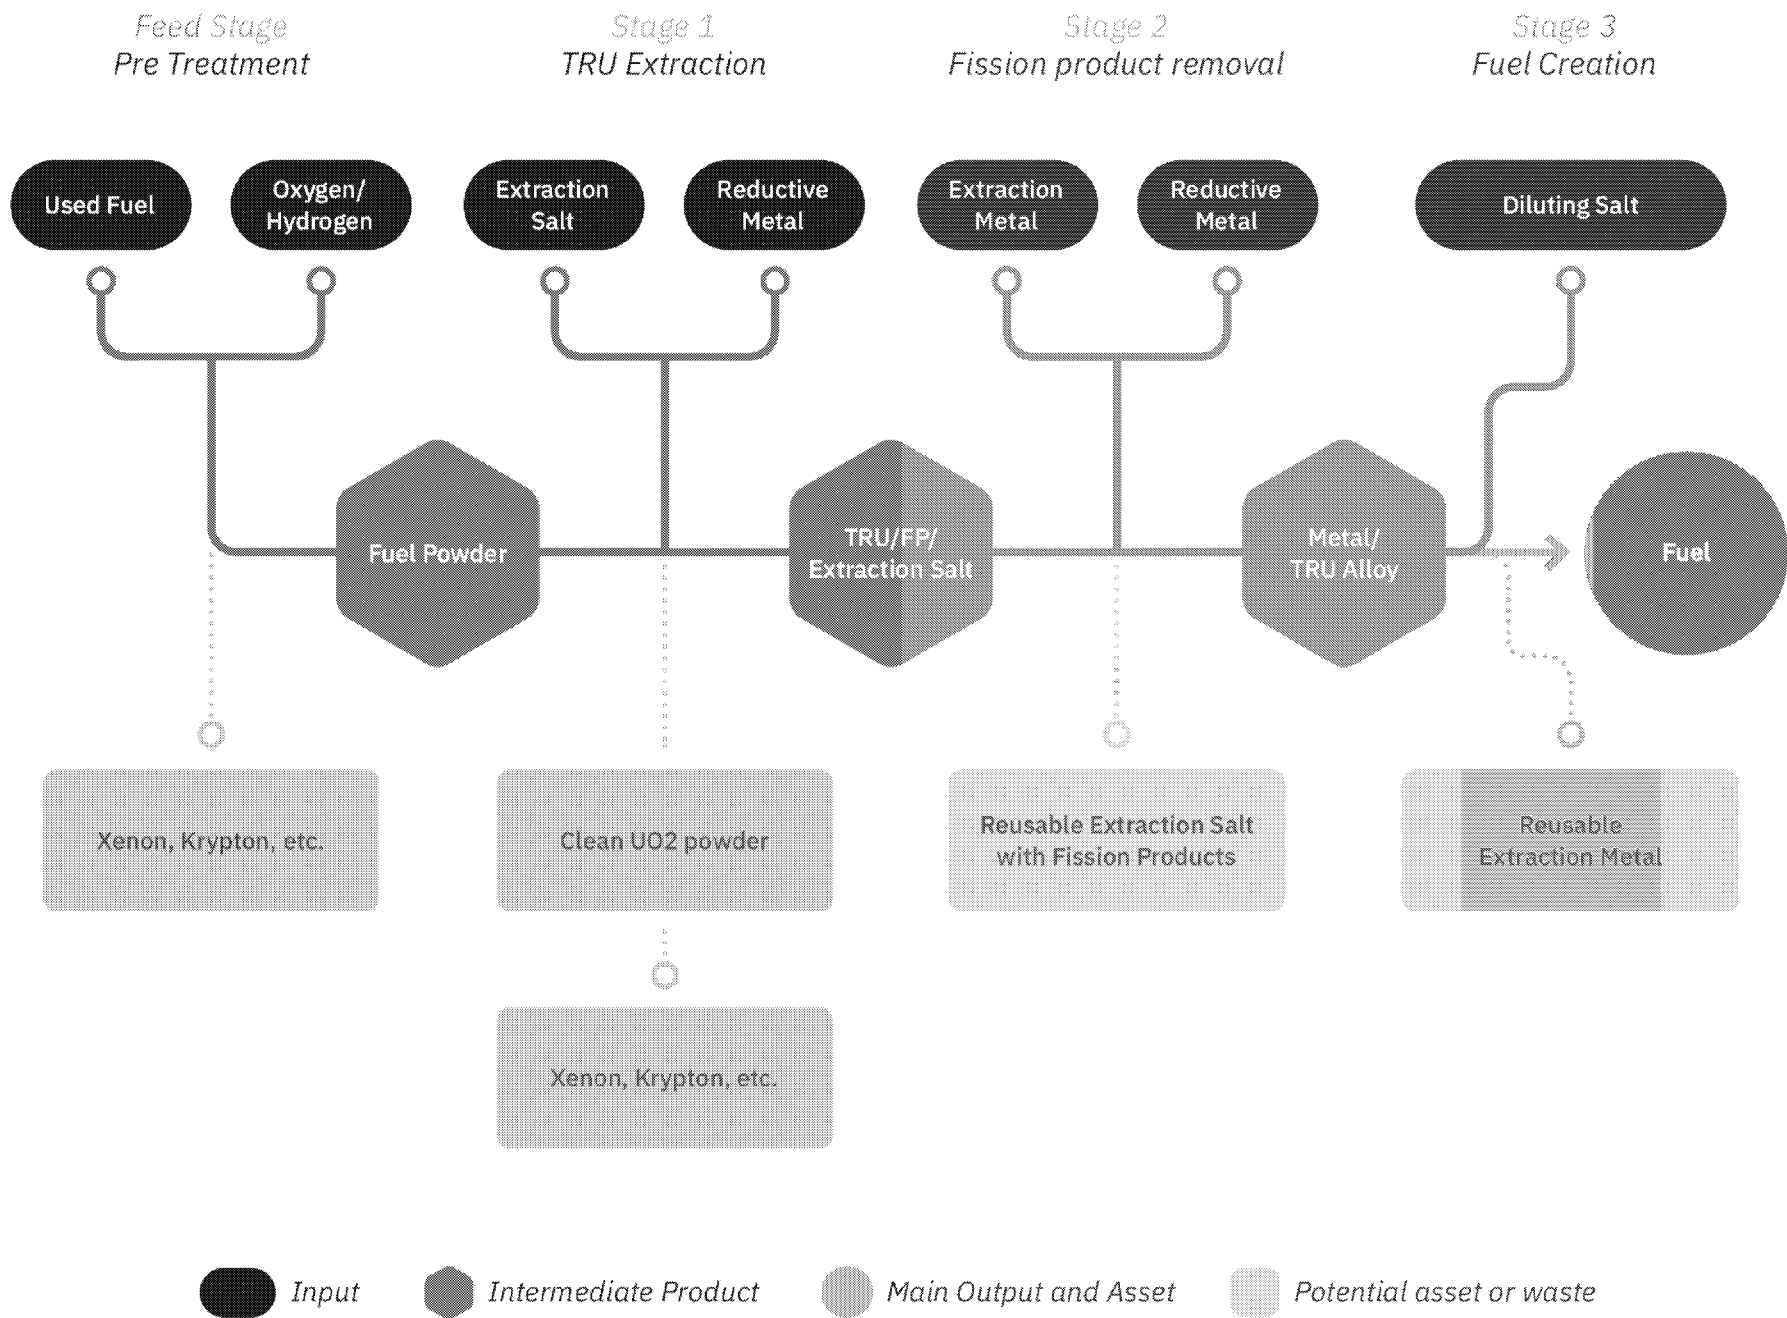 Feed Stage
Pre Treatment
Stage 1
TRU Extraction
Stage 2
Fission product removal
Stage 3
Fuel Creation
Used Fuel
Oxygen/
Hydrogen
Extraction
Salt
Reductive
Metal
Extraction
Metal
Reductive
Metal
Diluting Salt
Fuel Powder
TRU/FP/
Extraction Salt
Metal/
TRU Alloy
Fuel
Xenon, Krypton, etc.
Clean UO2 powder
Reusable Extraction Salt
with Fission Products
Reusable
Extraction Metal
Xenon, Krypton, etc.
Input
Intermediate Product
Main Output and Asset
Potential asset or waste